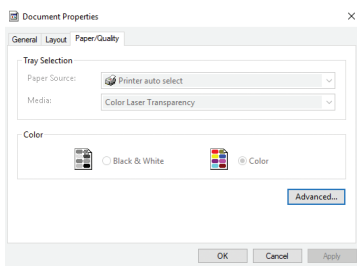 Document Properties
General Layout Paper/Quality
Tray Selection
Paper Source: Printer auto select
Media: Color Laser Transparency
Color
Black & White Color
Advanced...
OK Cancel Apply